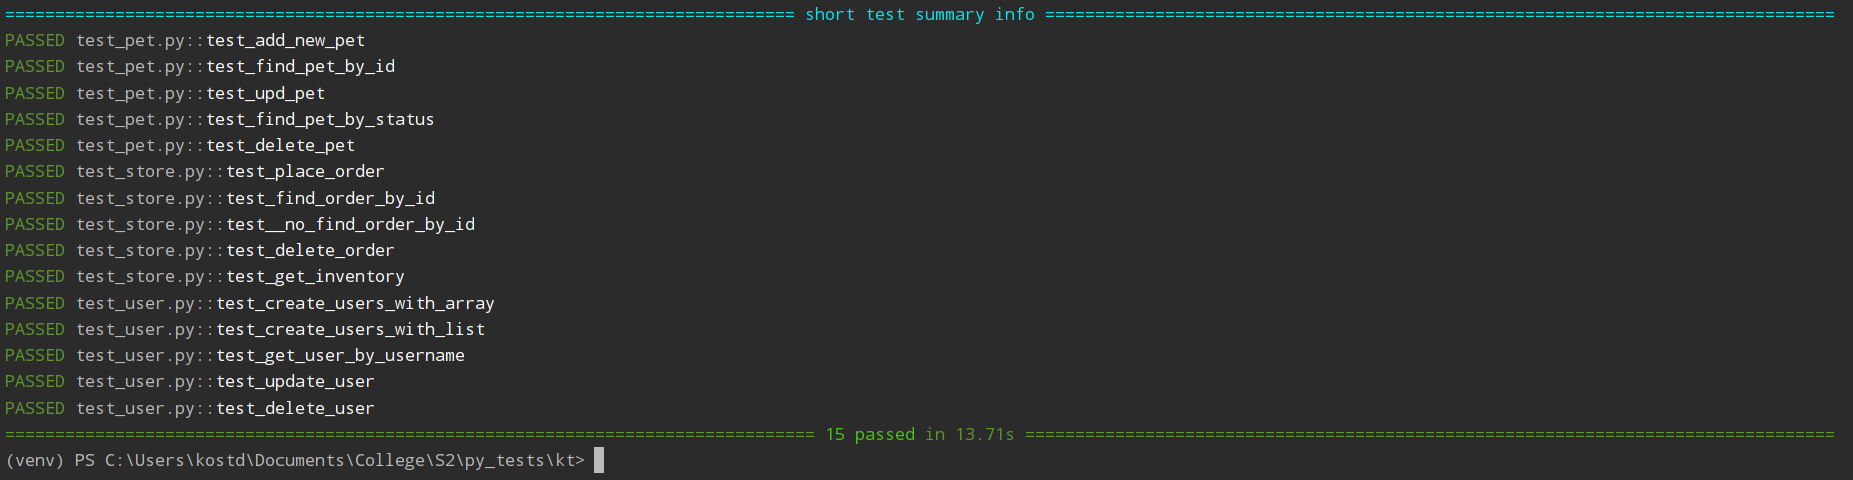 =============================================================================== short test summary info ===============================================================================
PASSED test_pet.py::test_add_new_pet
PASSED test_pet.py::test_find_pet_by_id
PASSED test_pet.py::test_upd_pet
PASSED test_pet.py::test_find_pet_by_status
PASSED test_pet.py::test_delete_pet
PASSED test_store.py::test_place_order
PASSED test_store.py::test_find_order_by_id
PASSED test_store.py::test__no_find_order_by_id
PASSED test_store.py::test_delete_order
PASSED test_store.py::test_get_inventory
PASSED test_user.py::test_create_users_with_array
PASSED test_user.py::test_create_users_with_list
PASSED test_user.py::test_get_user_by_username
PASSED test_user.py::test_update_user
PASSED test_user.py::test_delete_user
================================================================================= 15 passed in 13.71s =================================================================================
(venv) PS C:\Users\kostd\Documents\College\S2\py_tests\kt>